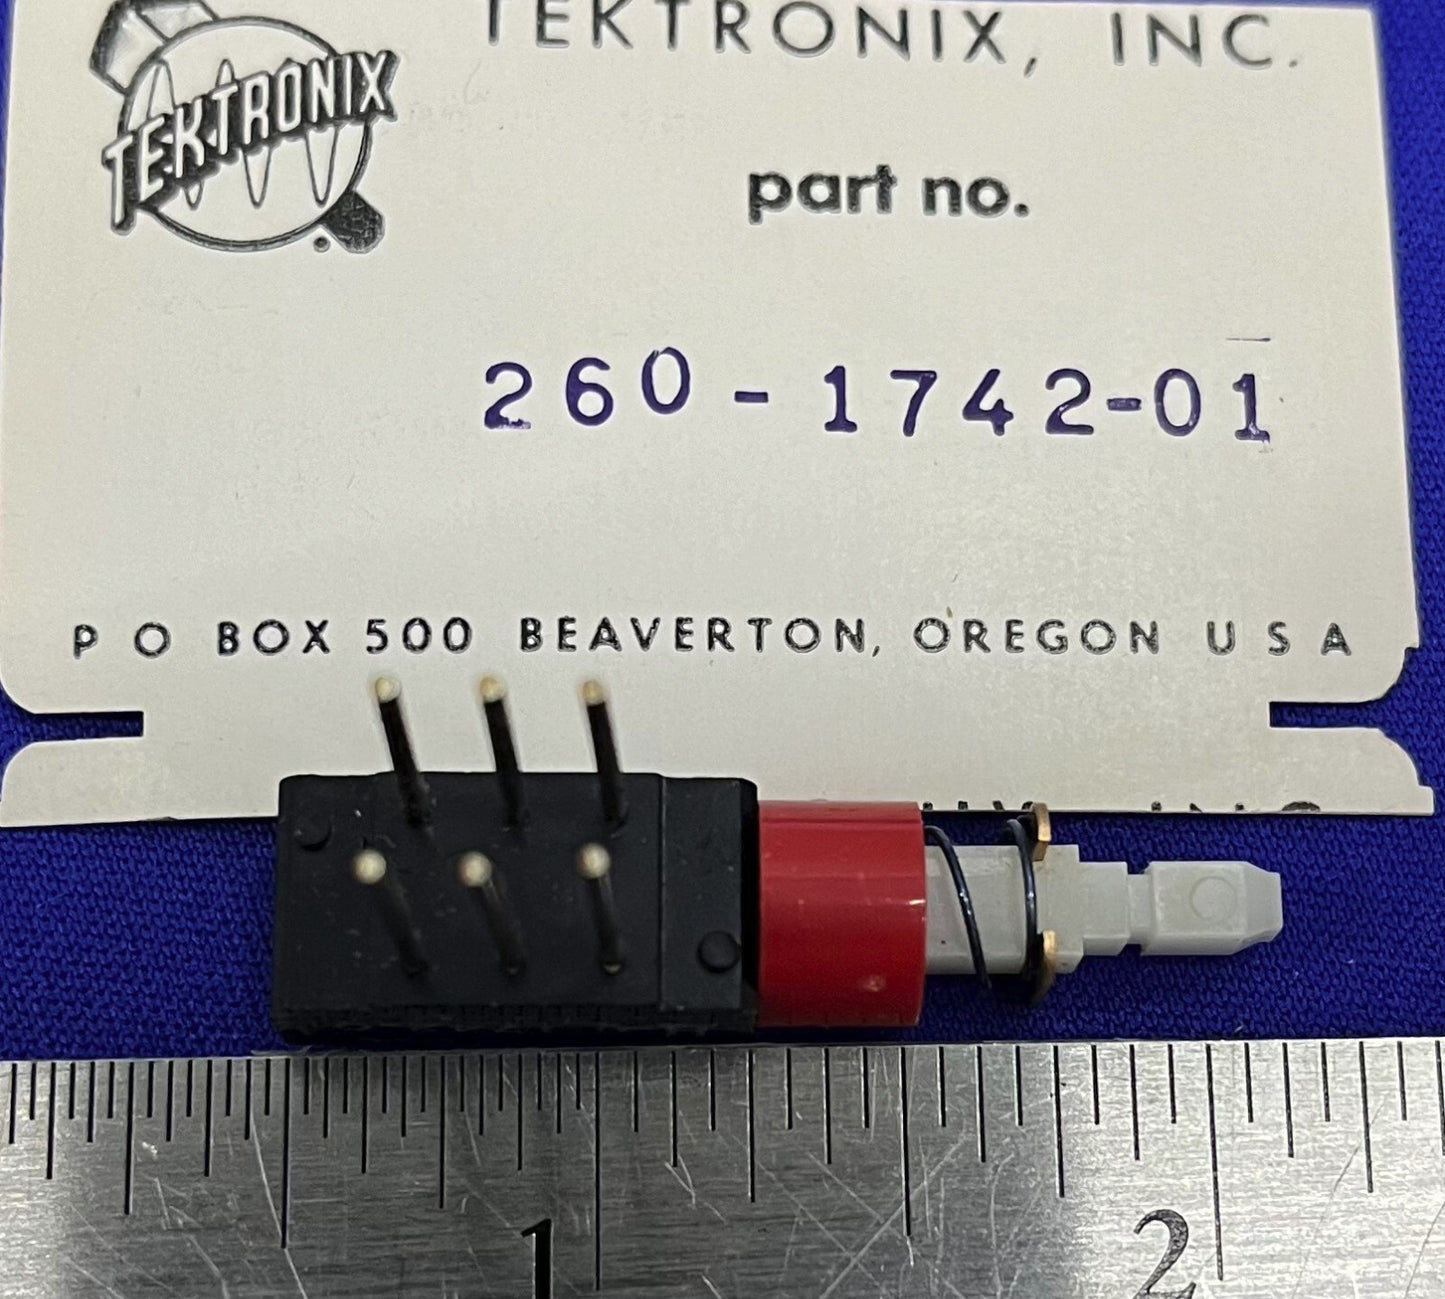 TEKTRONIX, INC.
TEKTRONIX
part no.
260-1742-01
P O BOX 500 BEAVERTON, OREGON U S A
1 2